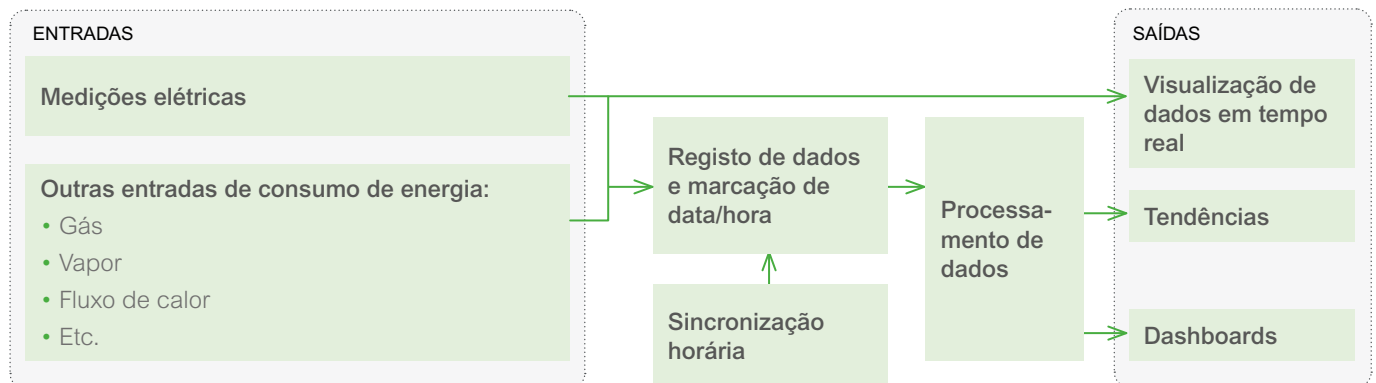 ENTRADAS
Medições elétricas
Outras entradas de consumo de energia:
• Gás
• Vapor
• Fluxo de calor
• Etc.
Registo de dados
e marcação de
data/hora
Sincronização
horária
Processa-
mento de
dados
SAÍDAS
Visualização de
dados em tempo
real
Tendências
Dashboards